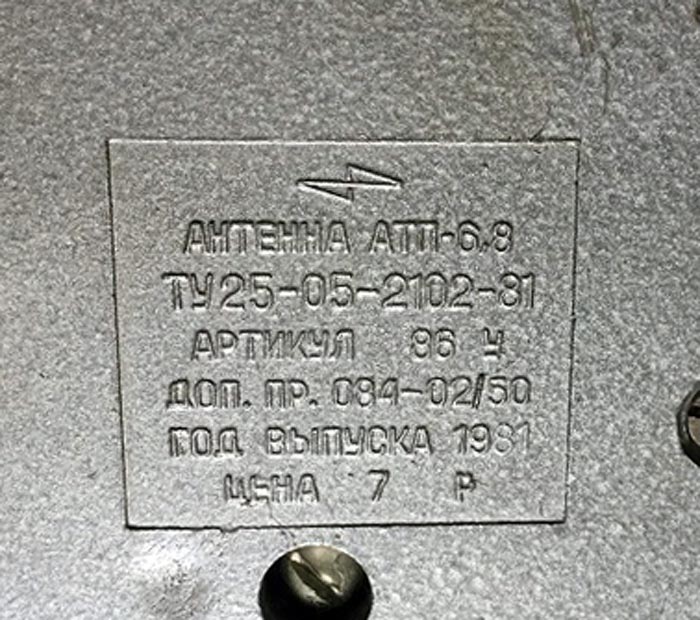 АНТЕННА АТП-6.8
ТУ25-05-2102-81
АРТИКУЛ 86 У
ДОП. ПР. 084-02/50
ГОД ВЫПУСКА 1981
ЦЕНА 7 Р